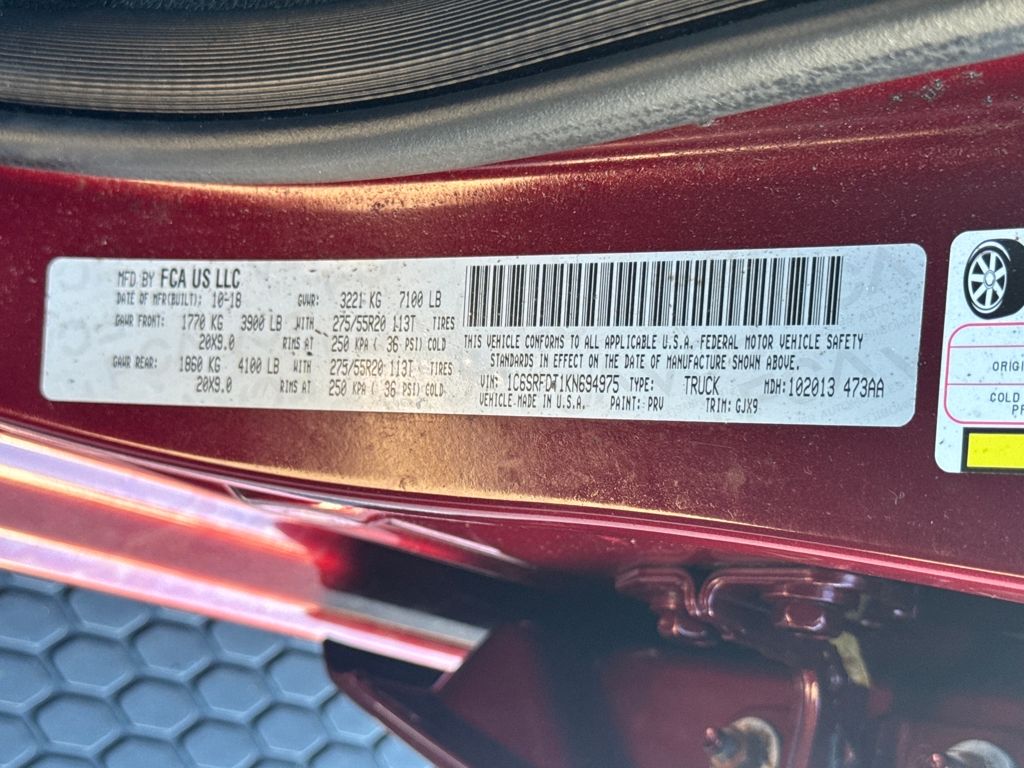 MFD BY FCA US LLC
DATE OF MFR(BUILT): 10-18 GVWR: 3221 KG 7100 LB
GAWR FRONT: 1770 KG 3900 LB WITH 275/55R20 113T TIRES
20X9.0 RIMS AT 250 KPA ( 36 PSI) COLD
GAWR REAR: 1860 KG 4100 LB WITH 275/55R20 113T TIRES
20X9.0 RIMS AT 250 KPA ( 36 PSI) COLD
THIS VEHICLE CONFORMS TO ALL APPLICABLE U.S.A. FEDERAL MOTOR VEHICLE SAFETY
STANDARDS IN EFFECT ON THE DATE OF MANUFACTURE SHOWN ABOVE.
VIN: 1C6SRFDT1KN694975 TYPE: TRUCK MDH:102013 473AA
VEHICLE MADE IN U.S.A. PAINT: PRV TRIM: GJX9
ORIGI
COLD
PR